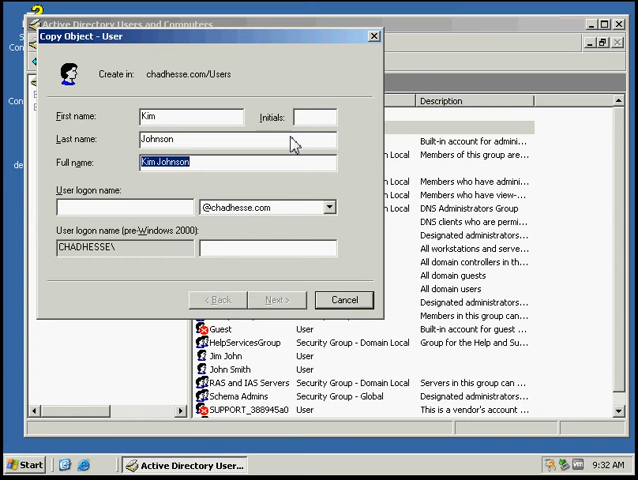 Active Directory Users and Computers
Copy Object - User
Create in: chadhesse.com/Users
First name: Kim Initials:
Last name: Johnson
Full name: Kim Johnson
User logon name:
@chadhesse.com
User logon name (pre-Windows 2000):
CHADHESSE\
< Back Next > Cancel
Description
Built-in account for admini...
Local Members of this group are...
Local Members who have admini...
Local Members who have view-...
Local DNS Administrators Group
DNS clients who are permi...
Designated administrators...
All workstations and serve...
All domain controllers in th...
All domain guests
All domain users
Designated administrators...
Members in this group can ...
Guest User Built-in account for guest ...
HelpServicesGroup Security Group - Domain Local Group for the Help and Su...
Jim John User
John Smith User
RAS and IAS Servers Security Group - Domain Local Servers in this group can ...
Schema Admins Security Group - Global Designated administrators...
SUPPORT_388945a0 User This is a vendor's account ...
Start Active Directory User... 9:32 AM